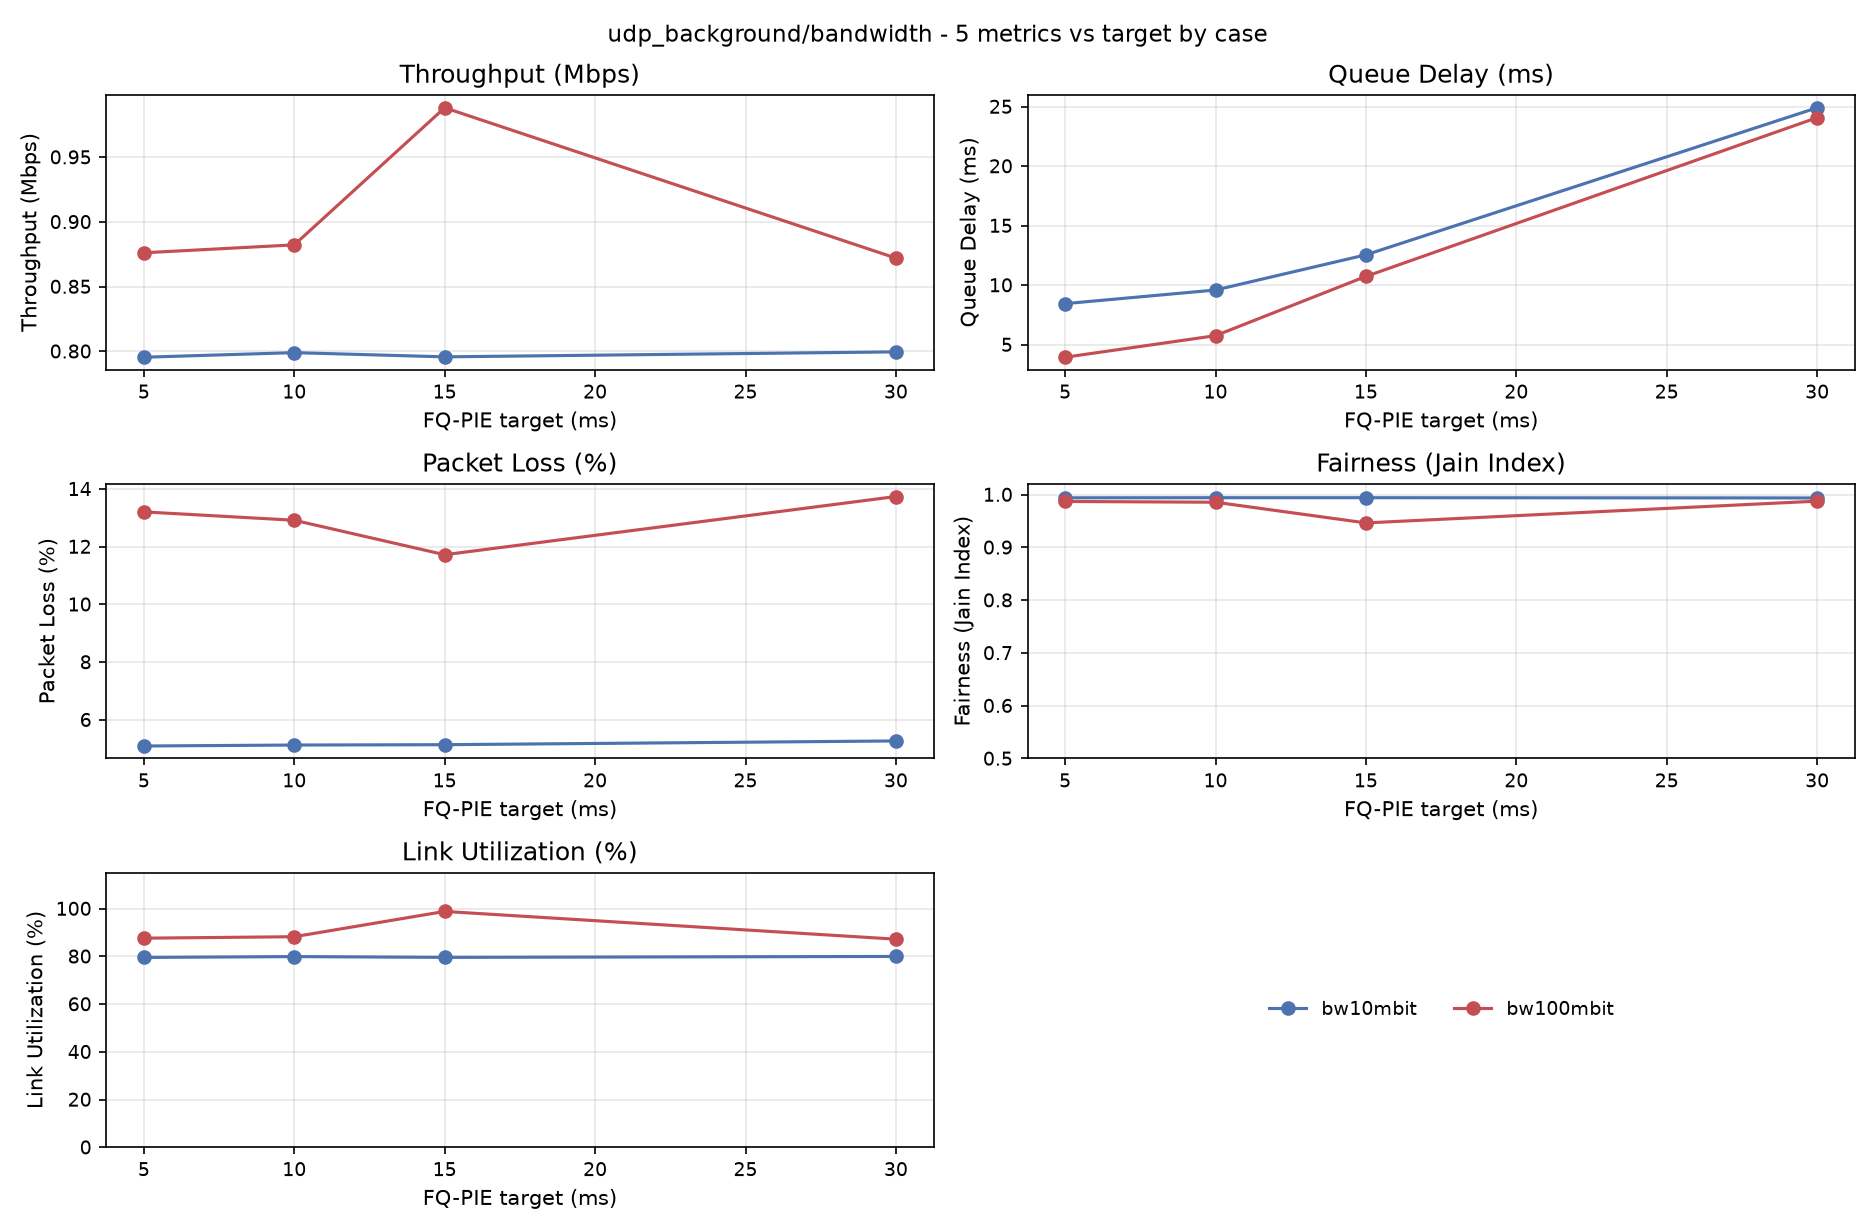 udp_background/bandwidth - 5 metrics vs target by case
Throughput (Mbps)
Throughput (Mbps)
0.95
0.90
0.85
0.80
5 10 15 20 25 30
FQ-PIE target (ms)
Queue Delay (ms)
Queue Delay (ms)
25
20
15
10
5
5 10 15 20 25 30
FQ-PIE target (ms)
Packet Loss (%)
Packet Loss (%)
14
12
10
8
6
5 10 15 20 25 30
FQ-PIE target (ms)
Fairness (Jain Index)
Fairness (Jain Index)
1.0
0.9
0.8
0.7
0.6
0.5
5 10 15 20 25 30
FQ-PIE target (ms)
Link Utilization (%)
Link Utilization (%)
100
80
60
40
20
0
5 10 15 20 25 30
FQ-PIE target (ms)
bw10mbit bw100mbit